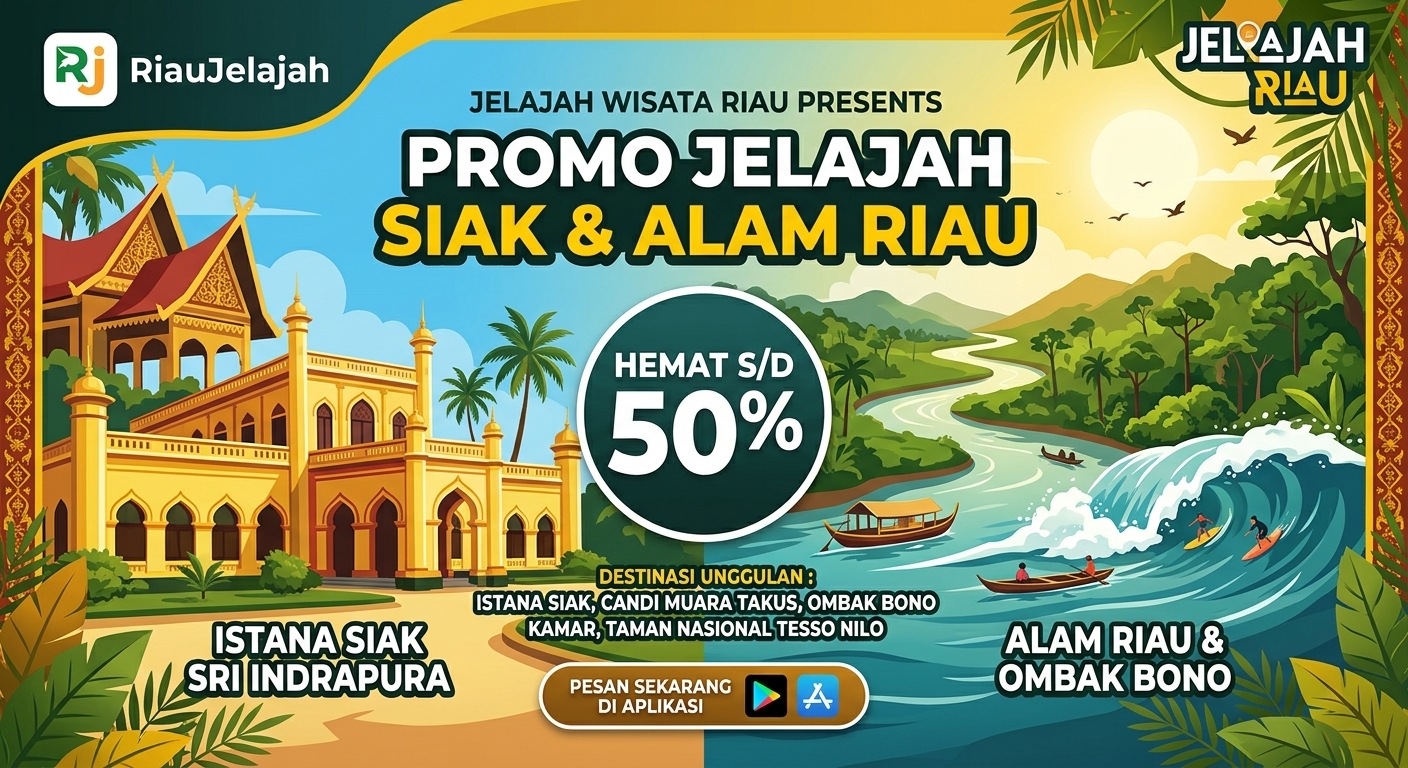 RJ RiauJelajah
JELAJAH
RIAU
JELAJAH WISATA RIAU PRESENTS
PROMO JELAJAH
SIAK & ALAM RIAU
HEMAT S/D
50%
DESTINASI UNGGULAN :
ISTANA SIAK, CANDI MUARA TAKUS, OMBAK BONO
KAMAR, TAMAN NASIONAL TESSO NILO
ISTANA SIAK
SRI INDRAPURA
ALAM RIAU &
OMBAK BONO
PESAN SEKARANG
DI APLIKASI